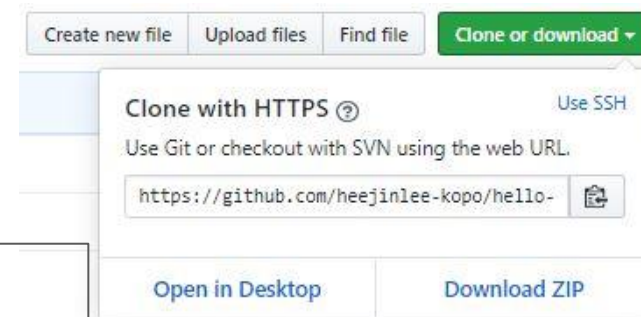 Create new file Upload files Find file Clone or download
Clone with HTTPS Use SSH
Use Git or checkout with SVN using the web URL.
https://github.com/heejinlee-kopo/hello-
Open in Desktop Download ZIP